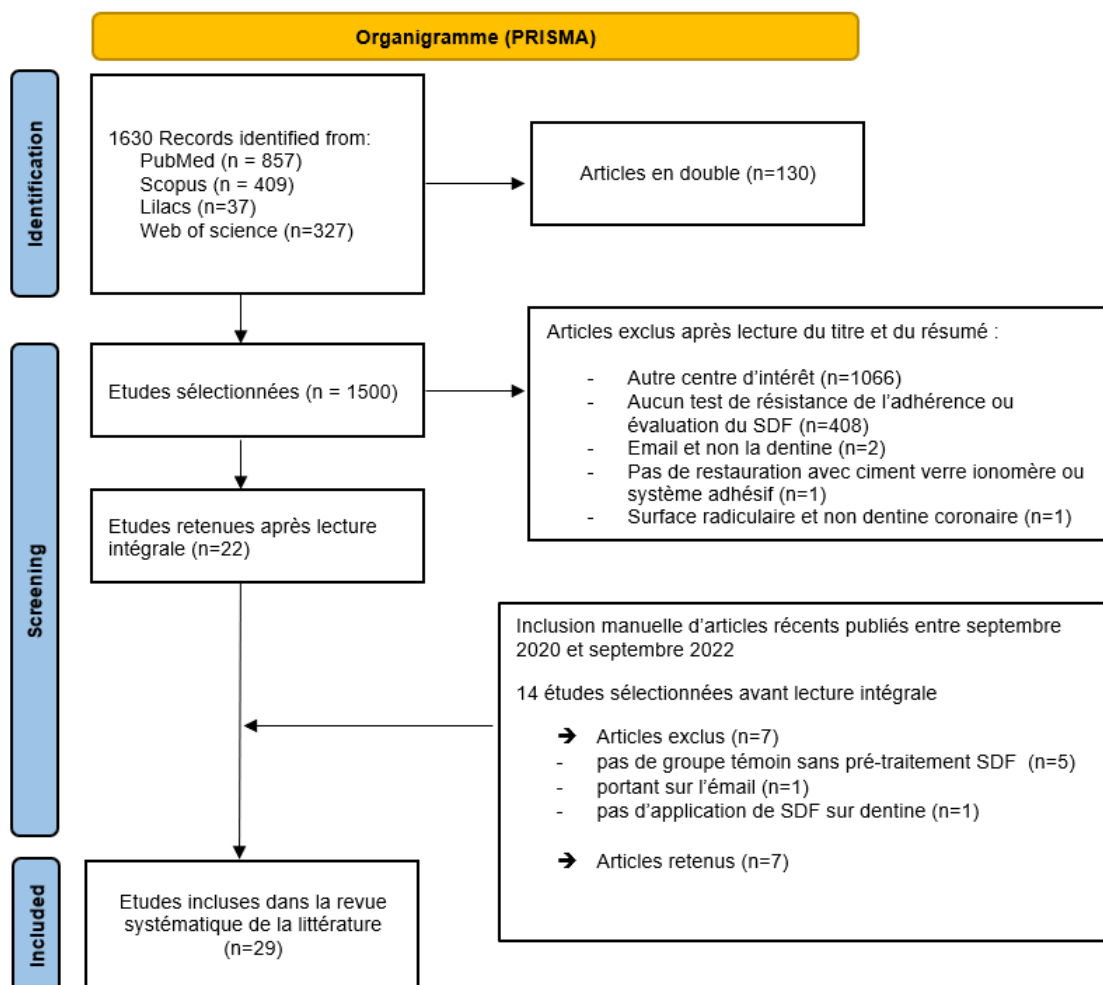 Organigramme (PRISMA)
Identification
1630 Records identified from:
PubMed (n = 857)
Scopus (n = 409)
Lilacs (n=37)
Web of science (n=327)
Articles en double (n=130)
Screening
Etudes sélectionnées (n = 1500)
Articles exclus après lecture du titre et du résumé :
- Autre centre d'intérêt (n=1066)
- Aucun test de résistance de l'adhérence ou
évaluation du SDF (n=408)
- Email et non la dentine (n=2)
- Pas de restauration avec ciment verre ionomère ou
système adhésif (n=1)
- Surface radiculaire et non dentine coronaire (n=1)
Etudes retenues après lecture
intégrale (n=22)
Inclusion manuelle d'articles récents publiés entre septembre
2020 et septembre 2022
14 études sélectionnées avant lecture intégrale
➔ Articles exclus (n=7)
- pas de groupe témoin sans pré-traitement SDF (n=5)
- portant sur l'émail (n=1)
- pas d'application de SDF sur dentine (n=1)
➔ Articles retenus (n=7)
Included
Etudes incluses dans la revue
systématique de la littérature
(n=29)